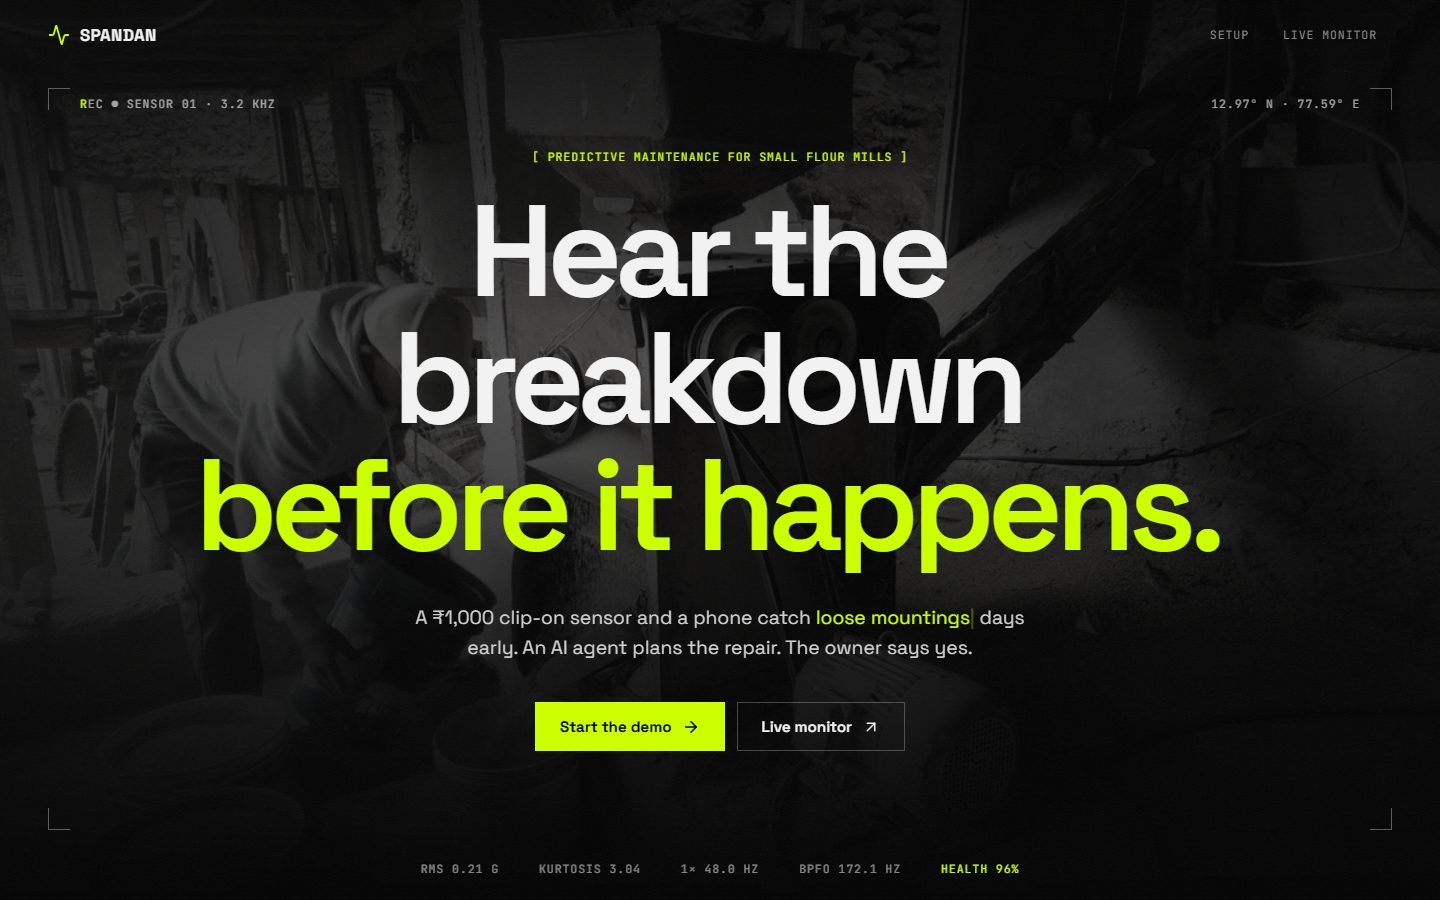 SPANDAN
SETUP LIVE MONITOR
REC ● SENSOR 01 · 3.2 KHZ
12.97° N · 77.59° E
[ PREDICTIVE MAINTENANCE FOR SMALL FLOUR MILLS ]
Hear the
breakdown
before it happens.
A ₹1,000 clip-on sensor and a phone catch loose mountings| days
early. An AI agent plans the repair. The owner says yes.
Start the demo →
Live monitor ↗
RMS 0.21 G KURTOSIS 3.04 1× 48.0 HZ BPFO 172.1 HZ HEALTH 96%